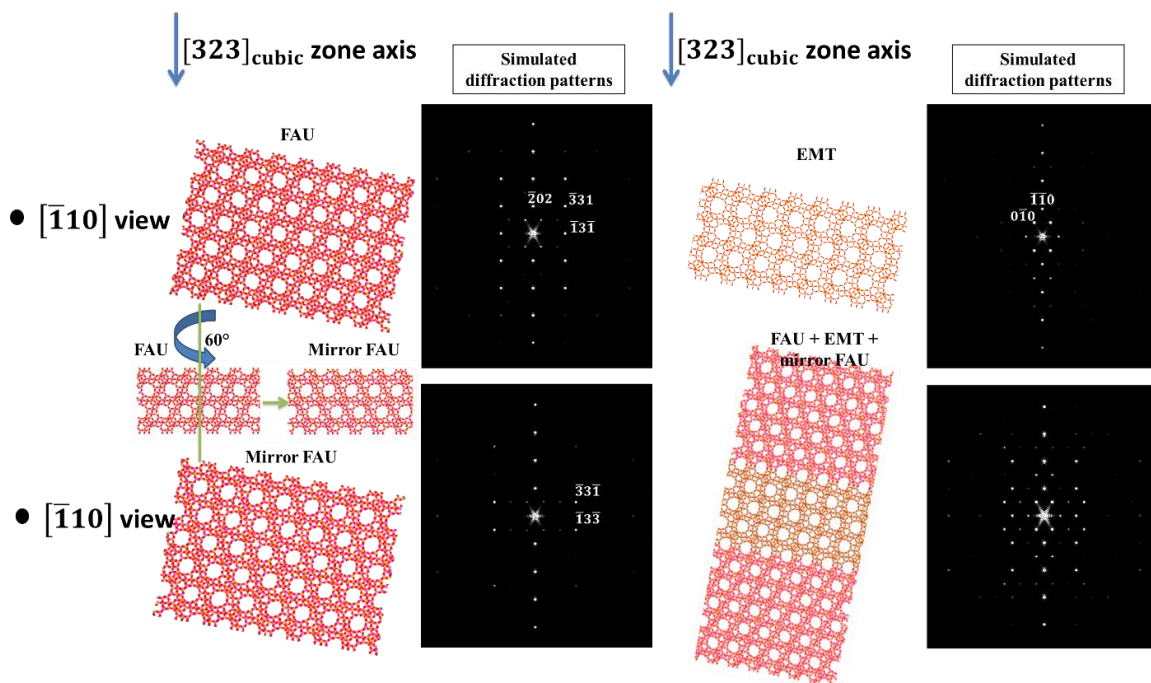 [323]cubic zone axis
Simulated
diffraction patterns
FAU
• [1̅10] view
2̅02
3̅31
1̅31̅
60°
FAU
Mirror FAU
Mirror FAU
• [1̅10] view
3̅31̅
1̅33̅
[323]cubic zone axis
Simulated
diffraction patterns
EMT
1̅1̅0
01̅0
FAU + EMT +
mirror FAU